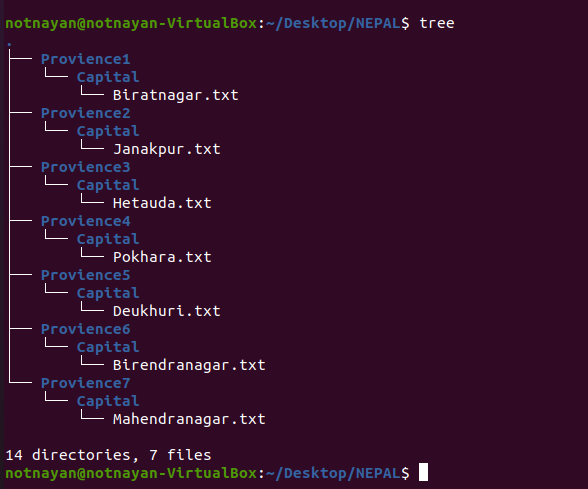 notnayan@notnayan-VirtualBox:~/Desktop/NEPAL$ tree
.
├── Provience1
│   └── Capital
│       └── Biratnagar.txt
├── Provience2
│   └── Capital
│       └── Janakpur.txt
├── Provience3
│   └── Capital
│       └── Hetauda.txt
├── Provience4
│   └── Capital
│       └── Pokhara.txt
├── Provience5
│   └── Capital
│       └── Deukhuri.txt
├── Provience6
│   └── Capital
│       └── Birendranagar.txt
└── Provience7
    └── Capital
        └── Mahendranagar.txt
14 directories, 7 files
notnayan@notnayan-VirtualBox:~/Desktop/NEPAL$